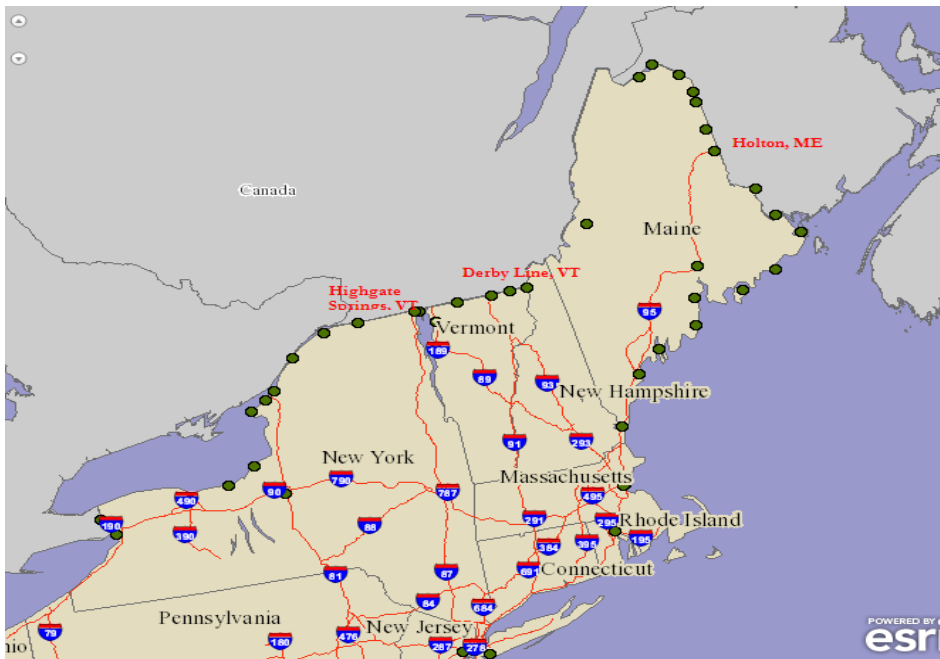 Holton, ME
Canada
Maine
Derby Line, VT
Highgate
Springs, VT
95
Vermont
189
89
93
New Hampshire
91
293
New York
790
Massachusetts
90
787
495
490
190
291
295
Rhode Island
88
390
384
395
195
691
Connecticut
81
87
84
684
Pennsylvania
New Jersey
79
180
476
287
278
nio
POWERED BY
esri